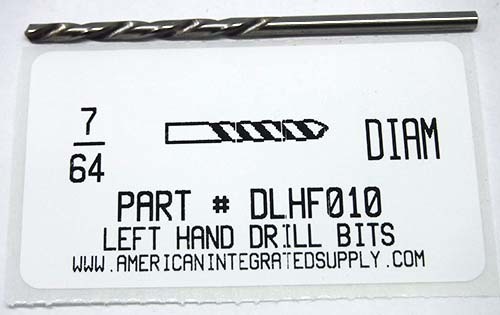 7
64
DIAM
PART # DLHF010
LEFT HAND DRILL BITS
WWW.AMERICANINTEGRATEDSUPPLY.COM